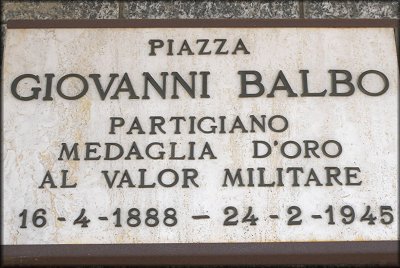 PIAZZA
GIOVANNI BALBO
PARTIGIANO
MEDAGLIA D'ORO
AL VALOR MILITARE
16 - 4 - 1888 - 24 - 2 - 1945